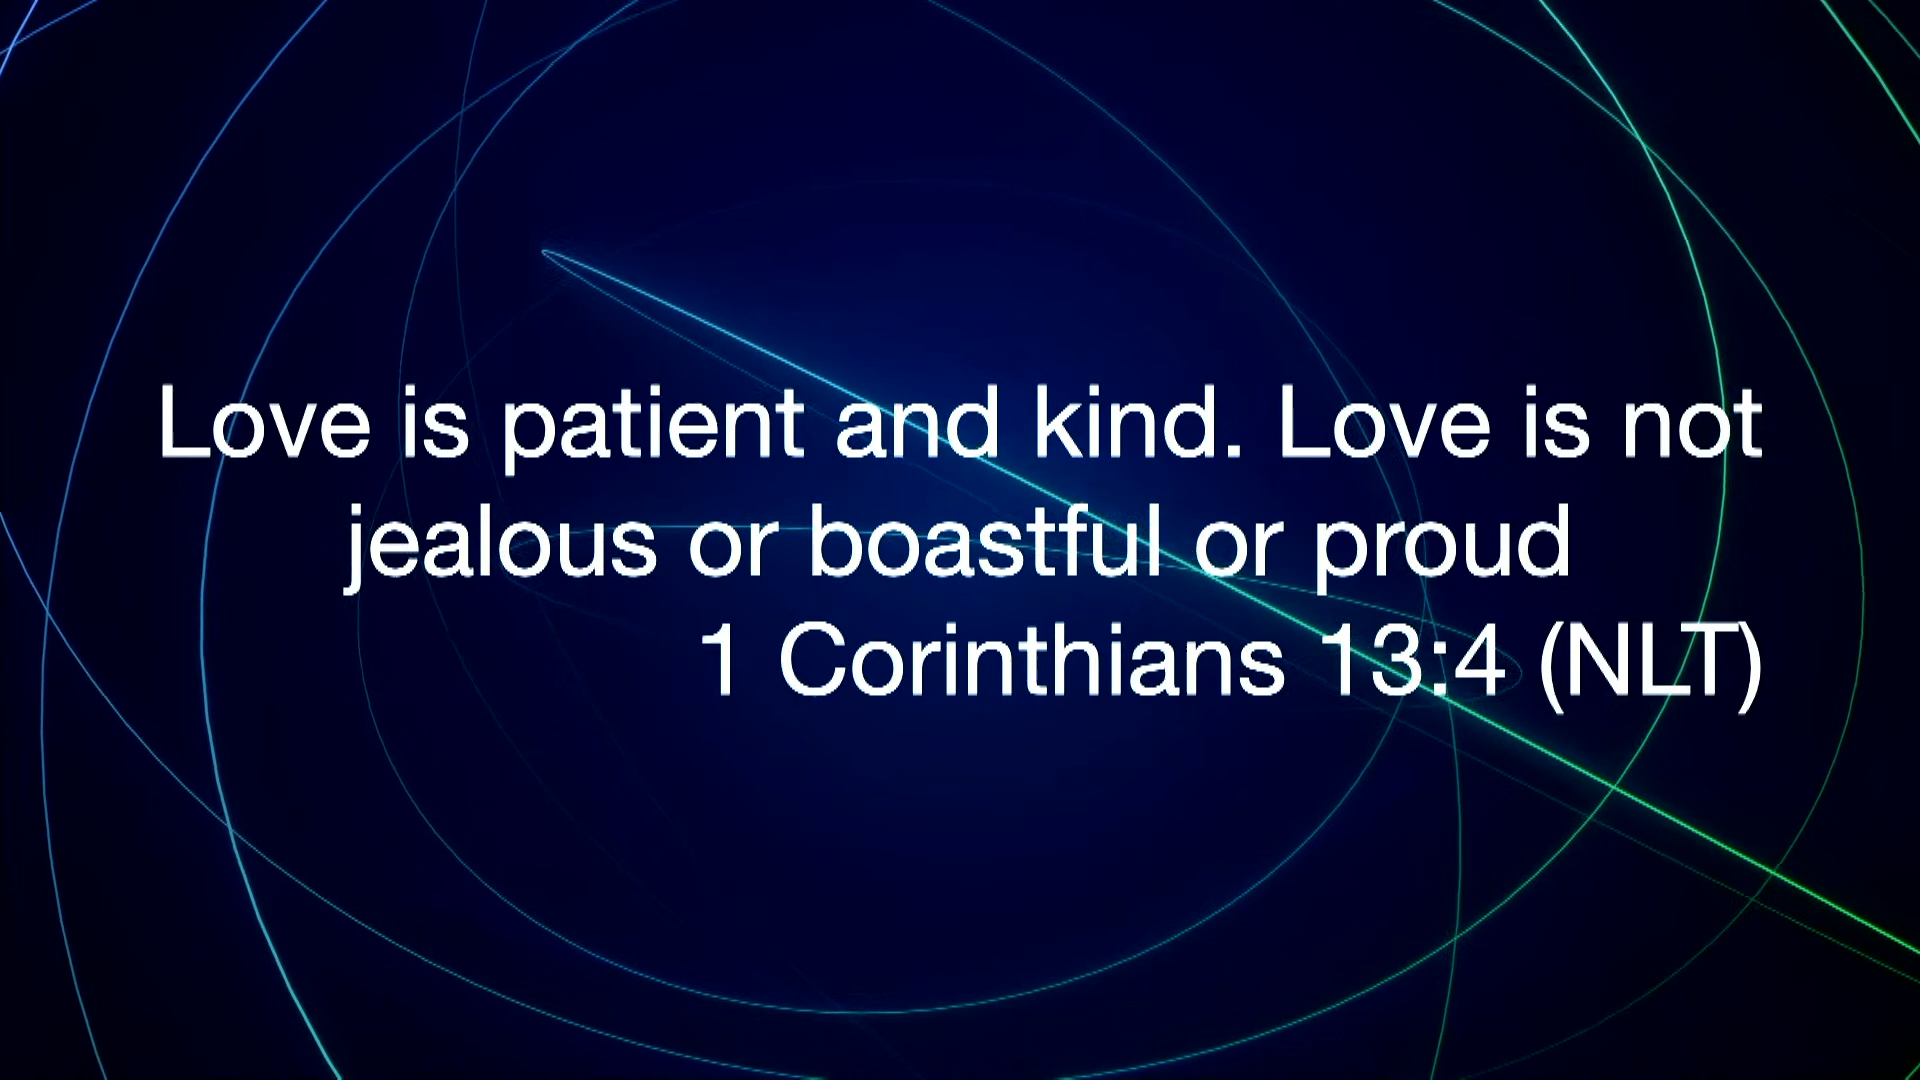 Love is patient and kind. Love is not
jealous or boastful or proud
1 Corinthians 13:4 (NLT)